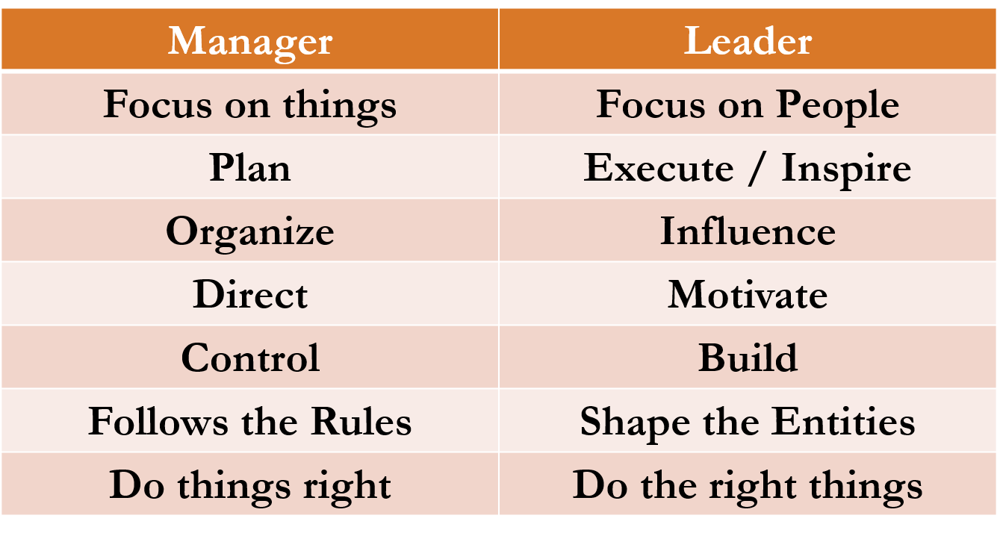 Manager Leader
Focus on things Focus on People
Plan Execute / Inspire
Organize Influence
Direct Motivate
Control Build
Follows the Rules Shape the Entities
Do things right Do the right things